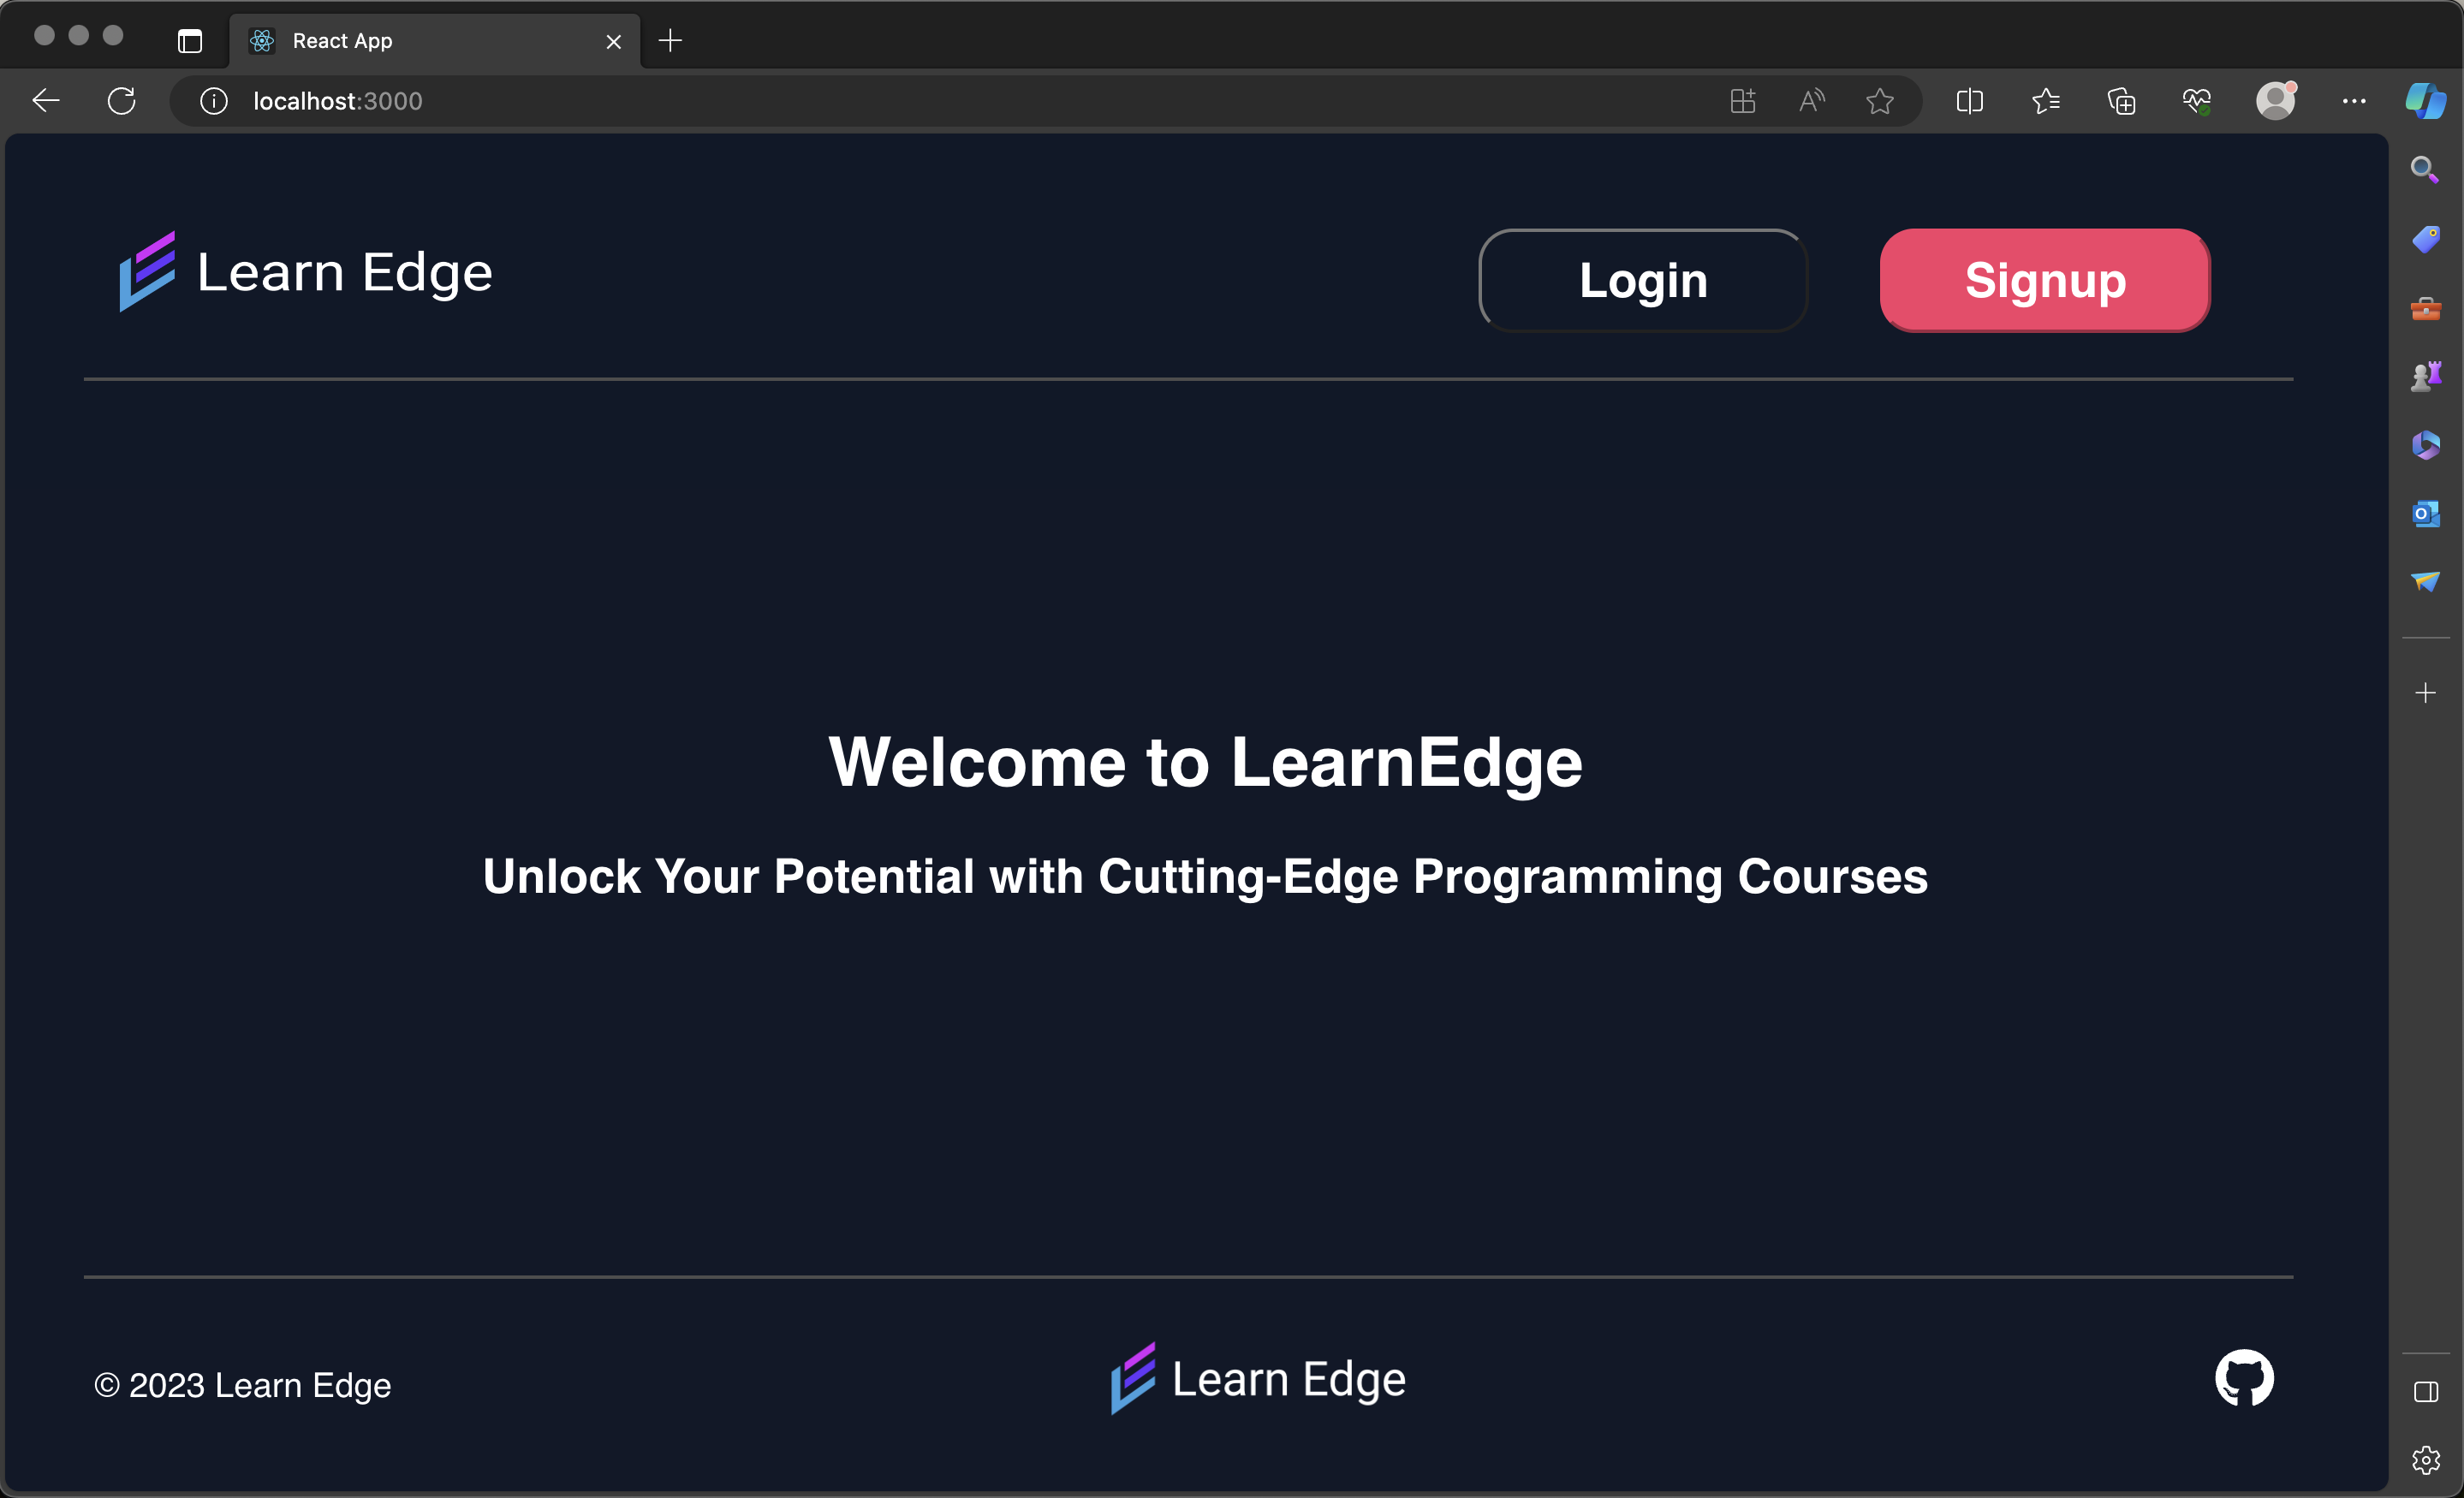 React App
localhost:3000
Learn Edge
Login
Signup
Welcome to LearnEdge
Unlock Your Potential with Cutting-Edge Programming Courses
© 2023 Learn Edge
Learn Edge